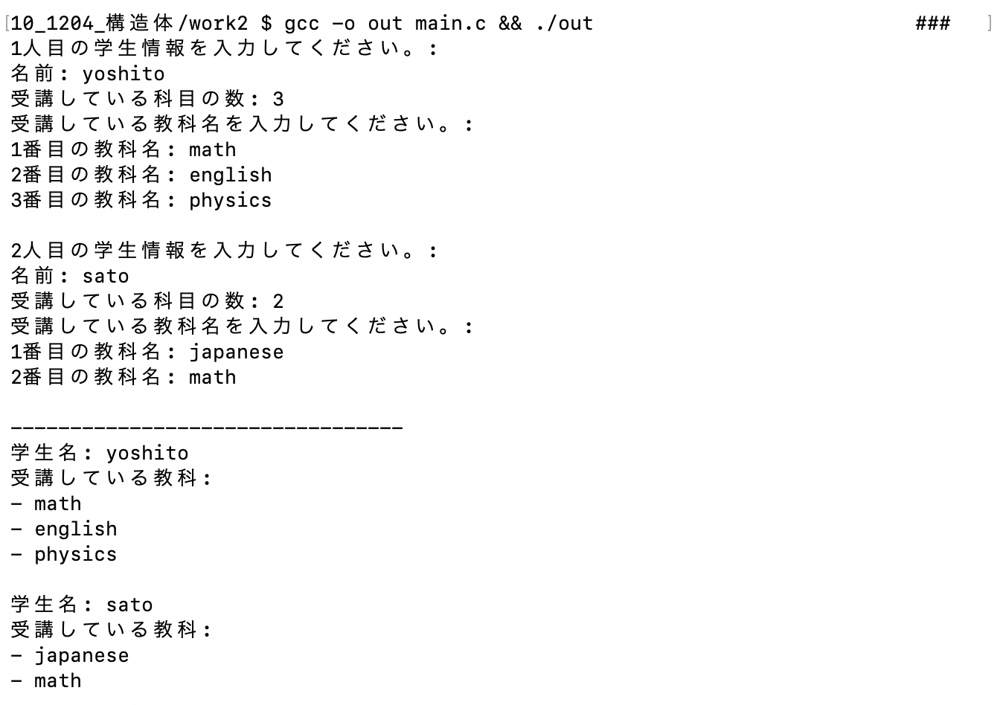 [10_1204_構造体/work2 $ gcc -o out main.c && ./out ### ]
1人目の学生情報を入力してください。:
名前: yoshito
受講している科目の数: 3
受講している教科名を入力してください。:
1番目の教科名: math
2番目の教科名: english
3番目の教科名: physics

2人目の学生情報を入力してください。:
名前: sato
受講している科目の数: 2
受講している教科名を入力してください。:
1番目の教科名: japanese
2番目の教科名: math

---------------------------------
学生名: yoshito
受講している教科:
- math
- english
- physics

学生名: sato
受講している教科:
- japanese
- math